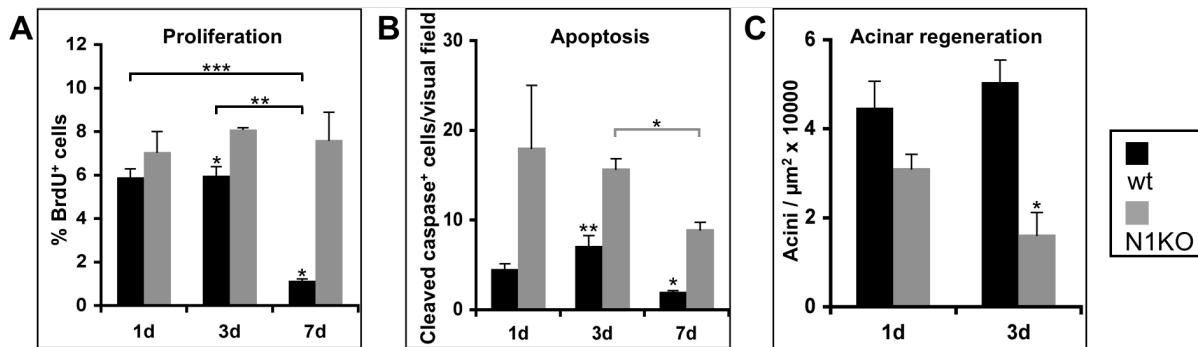 A
Proliferation
% BrdU⁺ cells
12
10
8
6
4
2
0
***
**
*
*
1d
3d
7d
B
Apoptosis
Cleaved caspase⁺ cells/visual field
30
20
10
0
*
**
*
1d
3d
7d
C
Acinar regeneration
Acini / µm² x 10000
6
4
2
0
*
1d
3d
wt
N1KO